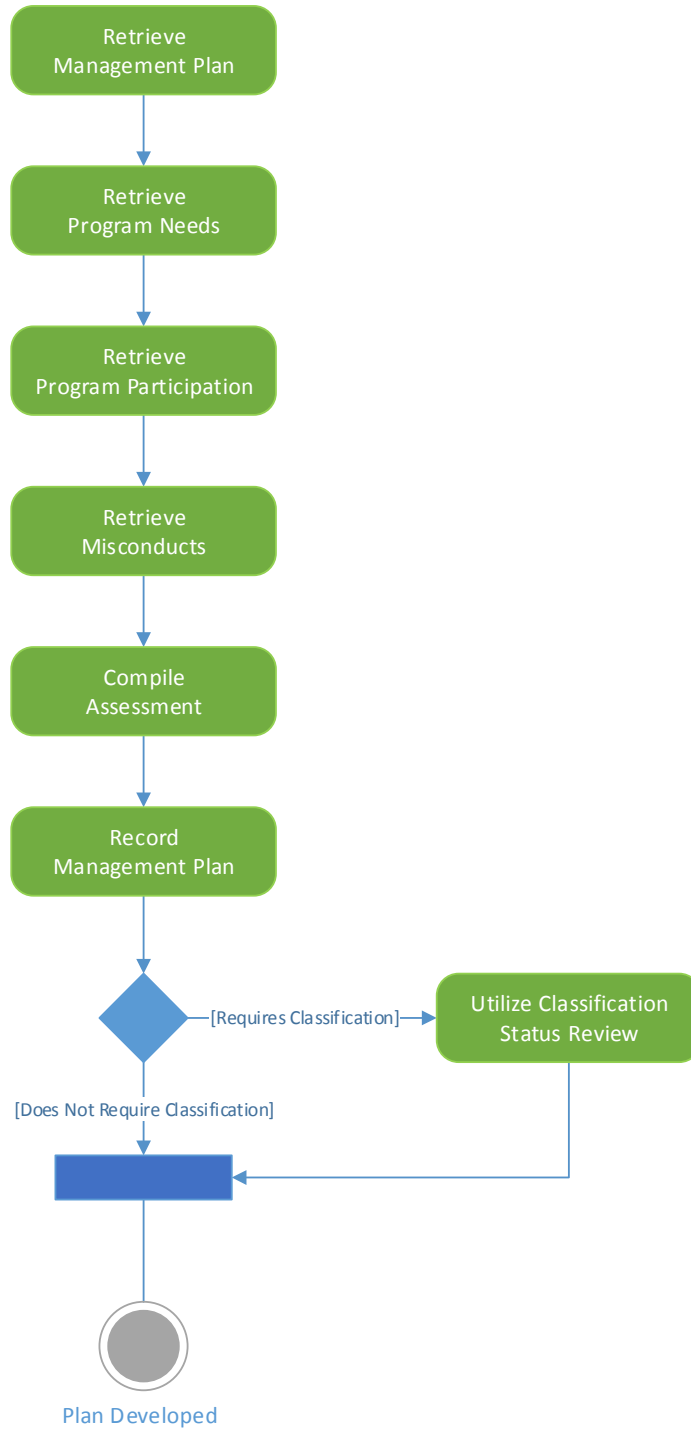 Retrieve
Management Plan
Retrieve
Program Needs
Retrieve
Program Participation
Retrieve
Misconducts
Compile
Assessment
Record
Management Plan
[Requires Classification]
Utilize Classification
Status Review
[Does Not Require Classification]
Plan Developed